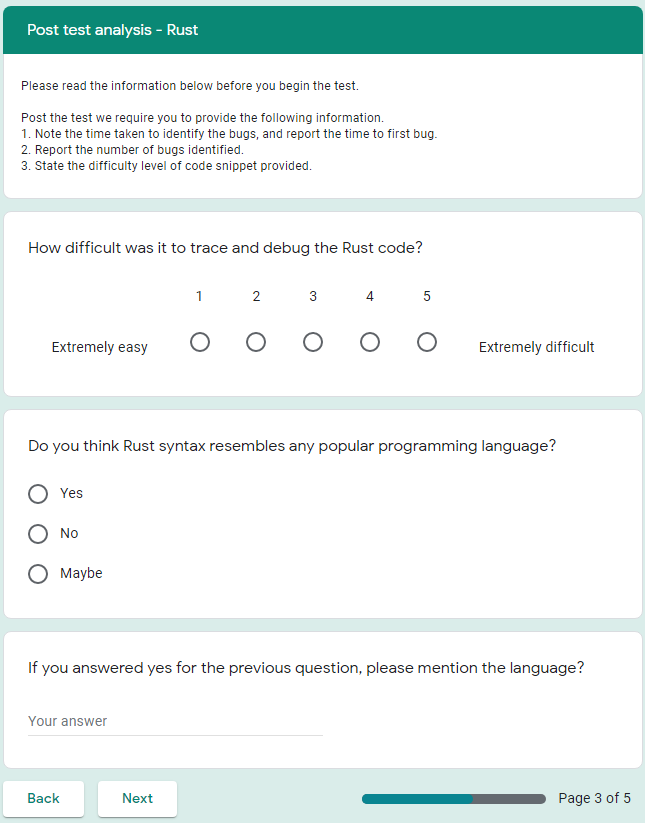 Post test analysis - Rust
Please read the information below before you begin the test.
Post the test we require you to provide the following information.
1. Note the time taken to identify the bugs, and report the time to first bug.
2. Report the number of bugs identified.
3. State the difficulty level of code snippet provided.
How difficult was it to trace and debug the Rust code?
1 2 3 4 5
Extremely easy Extremely difficult
Do you think Rust syntax resembles any popular programming language?
Yes
No
Maybe
If you answered yes for the previous question, please mention the language?
Your answer
Back Next Page 3 of 5